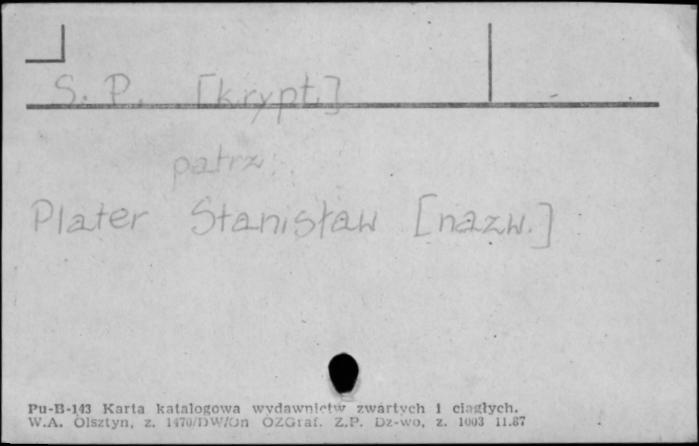 S. P. [krypt.]
patrz:
Plater Stanisław [nazw.]
Pu-B-143 Karta katalogowa wydawnictw zwartych i ciągłych.
W.A. Olsztyn, z. 1470/DW/On OZGraf. Z.P. Dz-wo, z. 1003 11.87